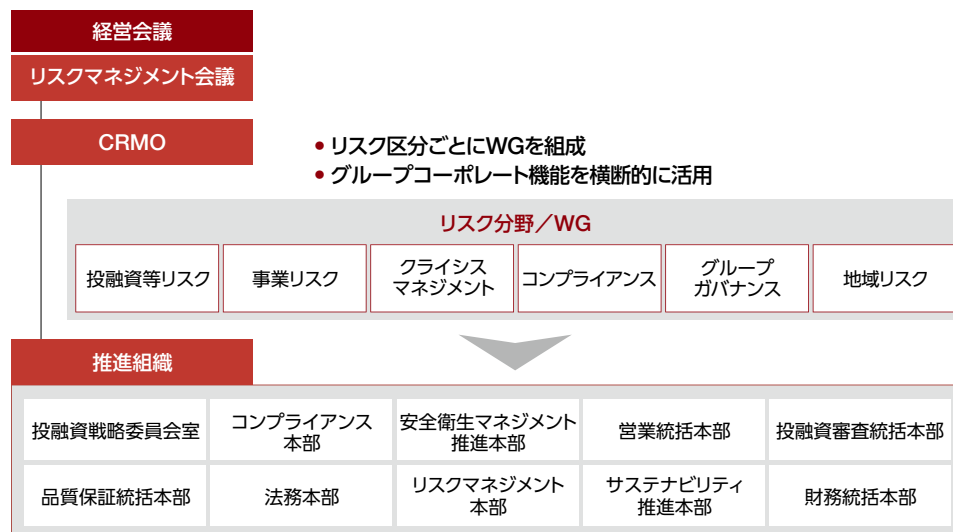 経営会議
リスクマネジメント会議
CRMO
• リスク区分ごとにWGを組成
• グループコーポレート機能を横断的に活用
リスク分野／WG
投融資等リスク
事業リスク
クライシス
マネジメント
コンプライアンス
グループ
ガバナンス
地域リスク
推進組織
投融資戦略委員会室
コンプライアンス
本部
安全衛生マネジメント
推進本部
営業統括本部
投融資審査統括本部
品質保証統括本部
法務本部
リスクマネジメント
本部
サステナビリティ
推進本部
財務統括本部